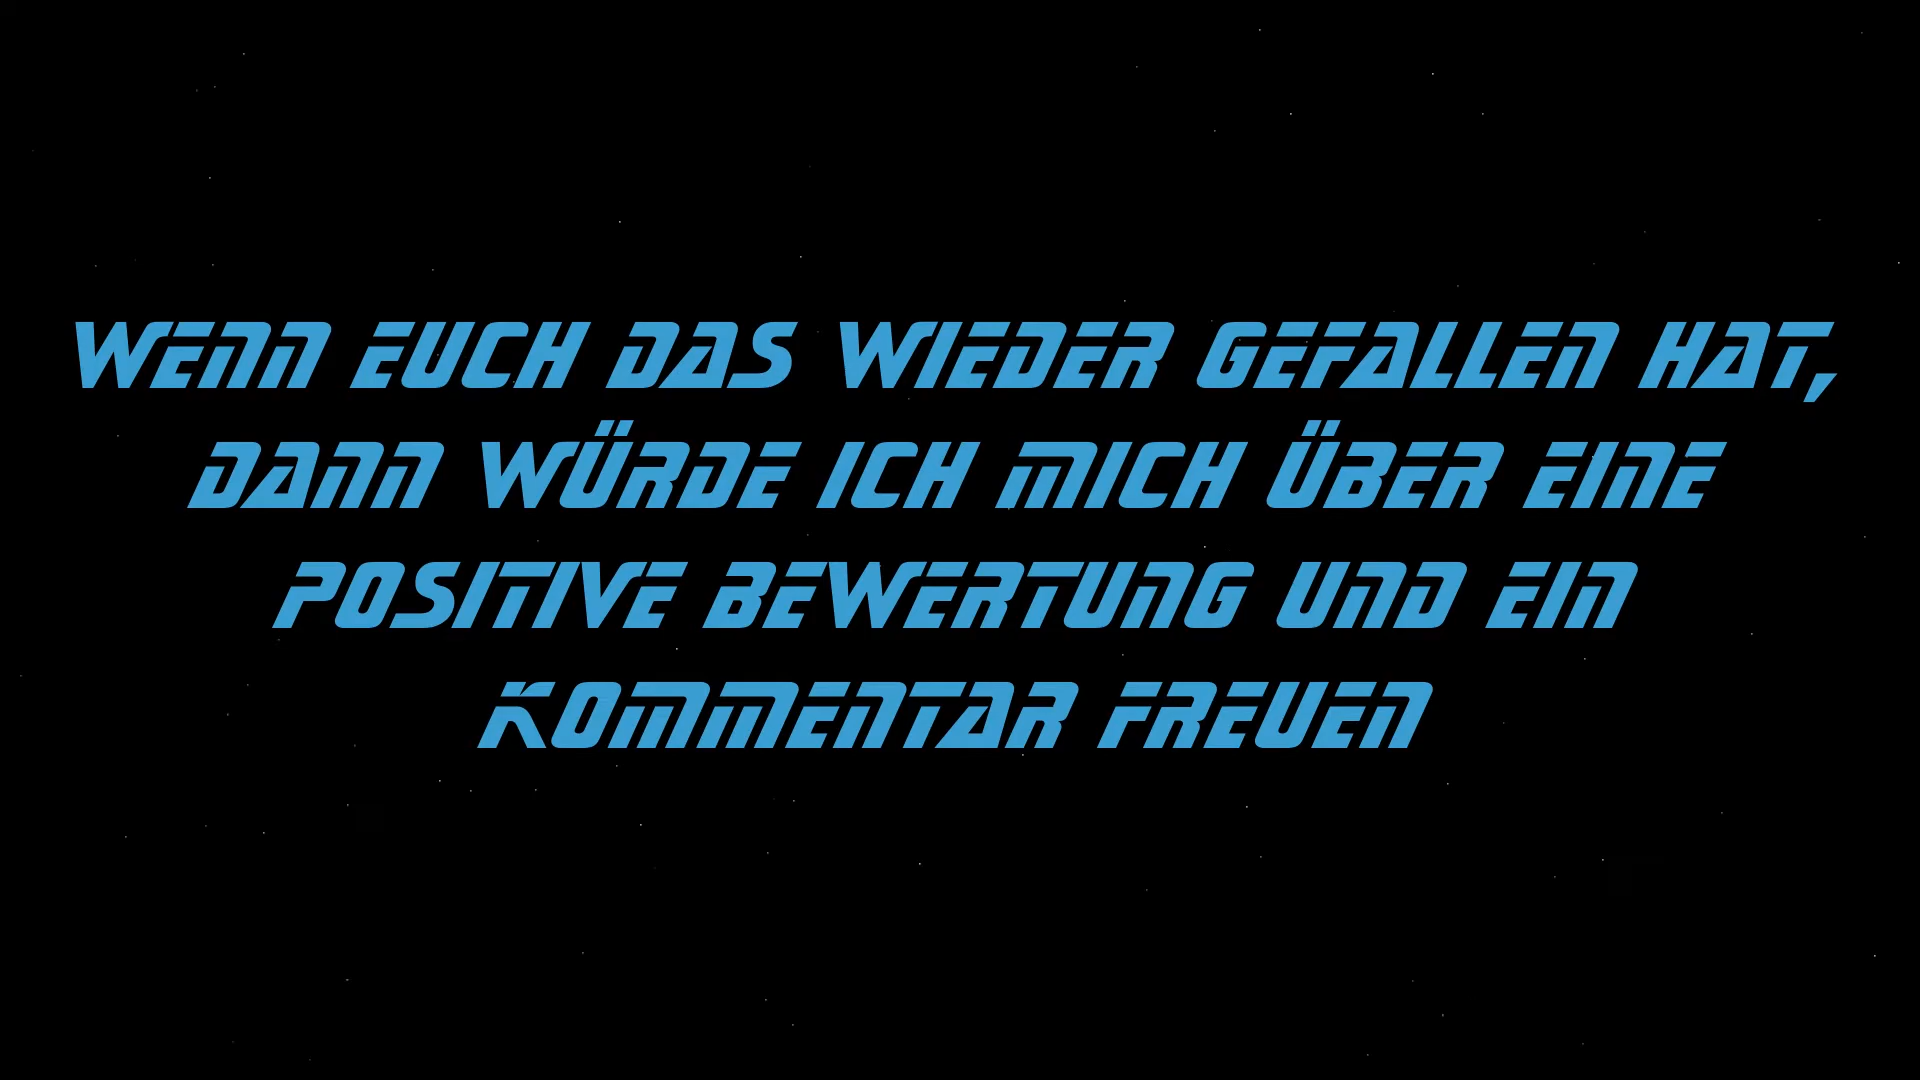 WENN EUCH DAS WIEDER GEFALLEN HAT,
DANN WÜRDE ICH MICH ÜBER EINE
POSITIVE BEWERTUNG UND EIN
KOMMENTAR FREUEN